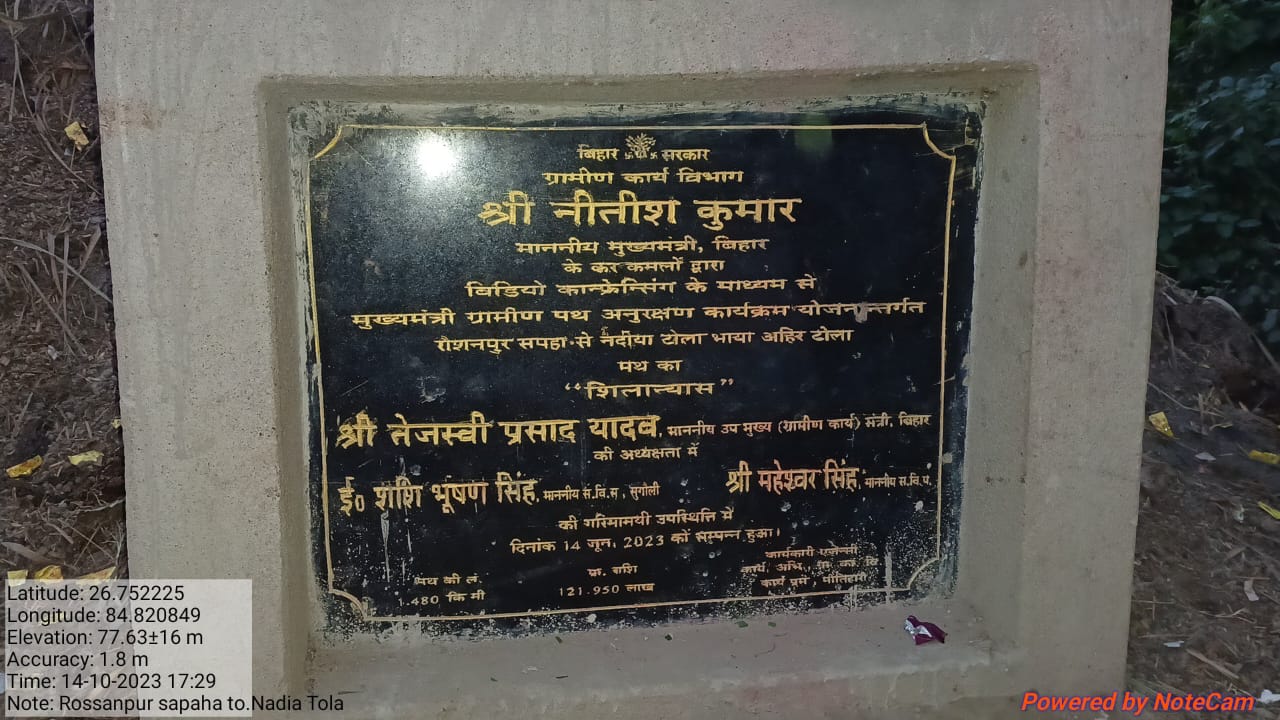 बिहार सरकार
ग्रामीण कार्य विभाग
श्री नीतीश कुमार
माननीय मुख्यमंत्री, बिहार
के कर कमलों द्वारा
विडियो कान्फ्रेन्सिंग के माध्यम से
मुख्यमंत्री ग्रामीण पथ अनुरक्षण कार्यक्रम योजनान्तर्गत
रौशनपुर सपहा से नदीया टोला भाया अहिर टोला
पथ का
“शिलान्यास”
श्री तेजस्वी प्रसाद यादव, माननीय उप मुख्य (ग्रामीण कार्य) मंत्री, बिहार
की अध्यक्षता में
ई० शशि भूषण सिंह, माननीय स.वि.स., सुगौली श्री महेश्वर सिंह, माननीय स.वि.प.
की गरिमामयी उपस्थिति में
दिनांक 14 जून, 2023 को सम्पन्न हुआ।
पथ की लं. प्रा. राशि कार्यकारी एजेन्सी
1.480 कि मी 121.950 लाख कार्य. अभि., ग्रा. का. वि.
कार्य प्रमं, मोतिहारी
Latitude: 26.752225
Longitude: 84.820849
Elevation: 77.63±16 m
Accuracy: 1.8 m
Time: 14-10-2023 17:29
Note: Rossanpur sapaha to.Nadia Tola
Powered by NoteCam